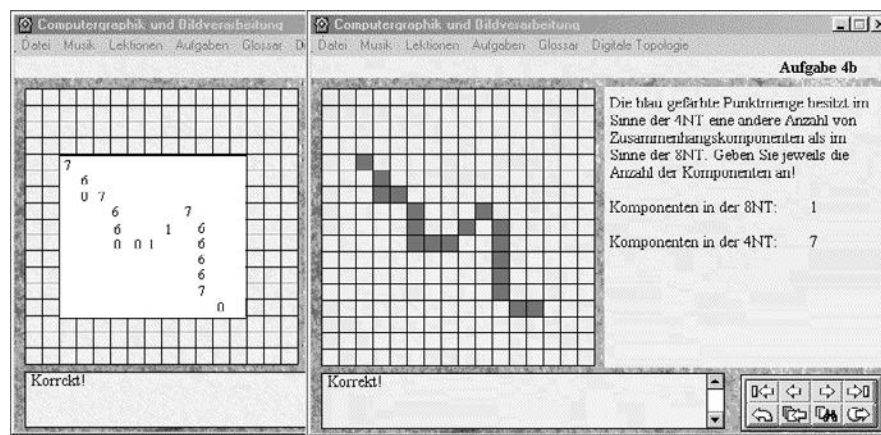 Computergraphik und Bildverarbeitung
Datei Musik Lektionen Aufgaben Glossar Di
7
6
0 7
6 7
6 1 6
0 0 1 6
6
6
7
0
Korrekt!
Computergraphik und Bildverarbeitung
Datei Musik Lektionen Aufgaben Glossar Digitale Topologie
Aufgabe 4b
Die blau gefärbte Punktmenge besitzt im
Sinne der 4NT eine andere Anzahl von
Zusammenhangskomponenten als im
Sinne der 8NT. Geben Sie jeweils die
Anzahl der Komponenten an!
Komponenten in der 8NT: 1
Komponenten in der 4NT: 7
Korrekt!